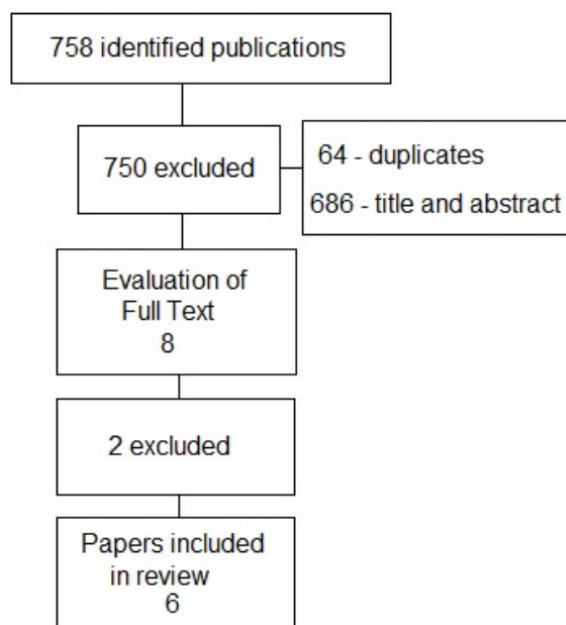 758 identified publications
750 excluded
64 - duplicates
686 - title and abstract
Evaluation of
Full Text
8
2 excluded
Papers included
in review
6